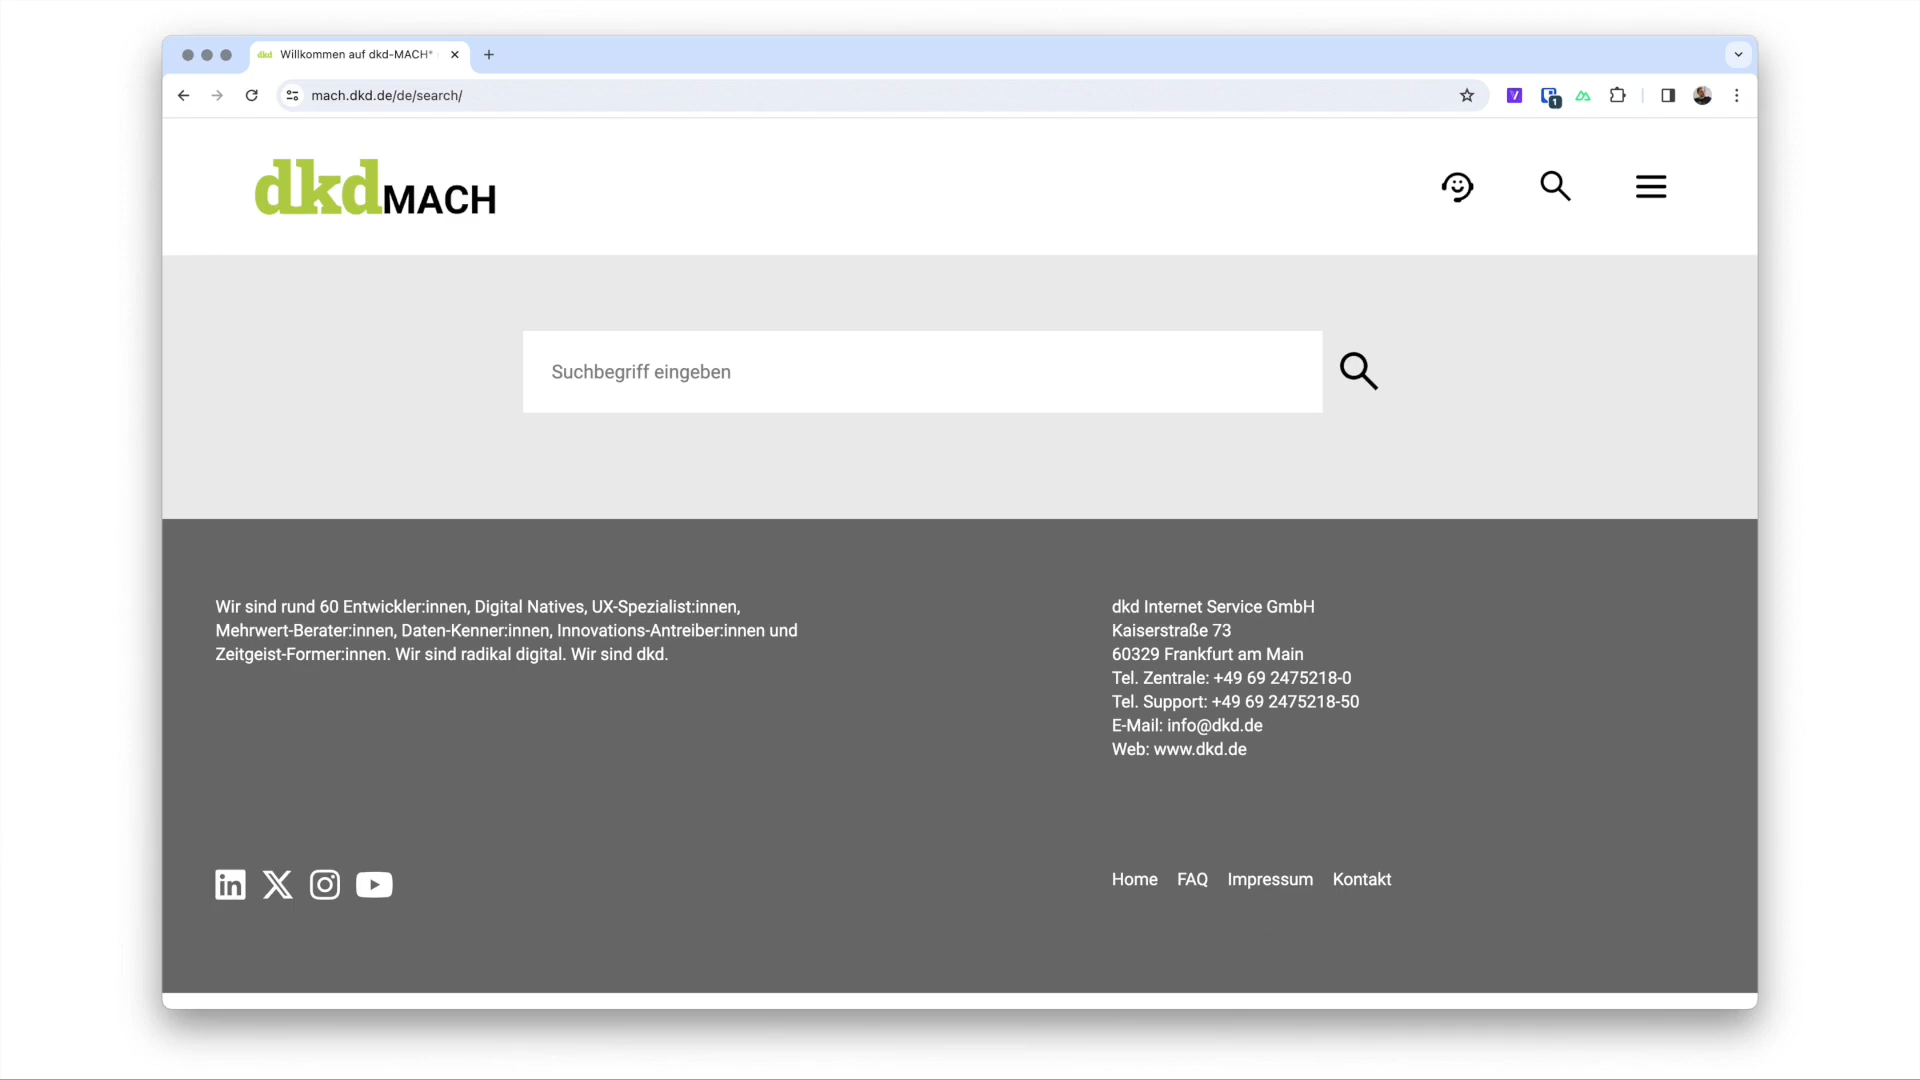 Willkommen auf dkd-MACH*
mach.dkd.de/de/search/
dkd MACH
Suchbegriff eingeben
Wir sind rund 60 Entwickler:innen, Digital Natives, UX-Spezialist:innen,
Mehrwert-Berater:innen, Daten-Kenner:innen, Innovations-Antreiber:innen und
Zeitgeist-Former:innen. Wir sind radikal digital. Wir sind dkd.
dkd Internet Service GmbH
Kaiserstraße 73
60329 Frankfurt am Main
Tel. Zentrale: +49 69 2475218-0
Tel. Support: +49 69 2475218-50
E-Mail: info@dkd.de
Web: www.dkd.de
Home FAQ Impressum Kontakt